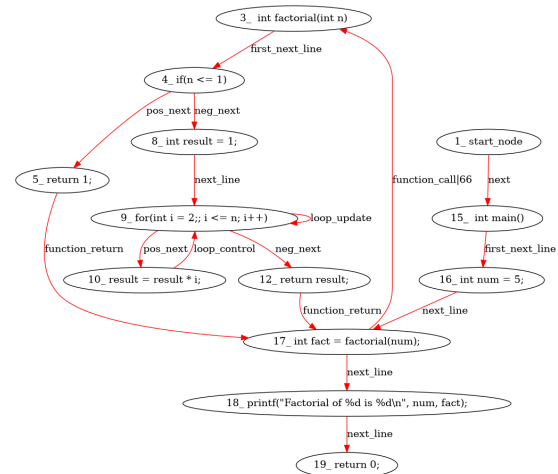 3_ int factorial(int n)
first_next_line
4_ if(n <= 1)
pos_next
neg_next
8_ int result = 1;
1_ start_node
5_ return 1;
next_line
function_call|66
next
9_ for(int i = 2;; i <= n; i++)
loop_update
15_ int main()
function_return
pos_next
loop_control
neg_next
first_next_line
10_ result = result * i;
12_ return result;
16_ int num = 5;
function_return
next_line
17_ int fact = factorial(num);
next_line
18_ printf("Factorial of %d is %d\n", num, fact);
next_line
19_ return 0;